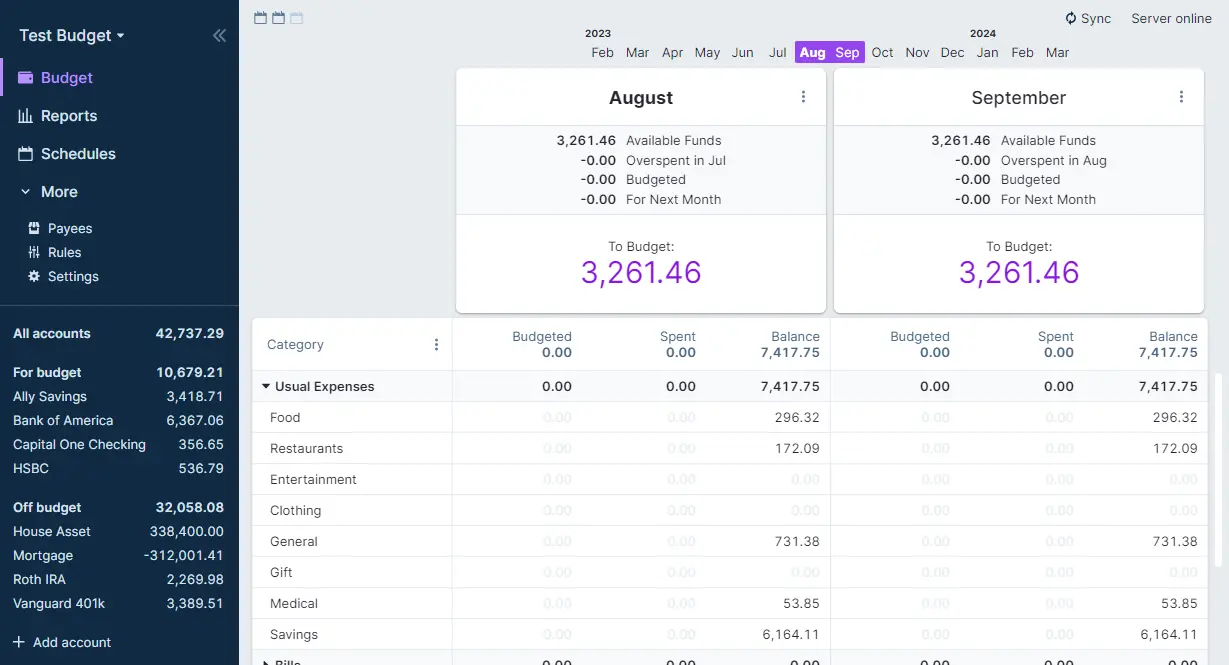 Test Budget
Budget
Reports
Schedules
More
Payees
Rules
Settings
All accounts 42,737.29
For budget 10,679.21
Ally Savings 3,418.71
Bank of America 6,367.06
Capital One Checking 356.65
HSBC 536.79
Off budget 32,058.08
House Asset 338,400.00
Mortgage -312,001.41
Roth IRA 2,269.98
Vanguard 401k 3,389.51
Add account
Sync Server online
2023 2024
Feb Mar Apr May Jun Jul Aug Sep Oct Nov Dec Jan Feb Mar
August
3,261.46 Available Funds
-0.00 Overspent in Jul
-0.00 Budgeted
-0.00 For Next Month
To Budget:
3,261.46
September
3,261.46 Available Funds
-0.00 Overspent in Aug
-0.00 Budgeted
-0.00 For Next Month
To Budget:
3,261.46
Category Budgeted Spent Balance Budgeted Spent Balance
0.00 0.00 7,417.75 0.00 0.00 7,417.75
Usual Expenses 0.00 0.00 7,417.75 0.00 0.00 7,417.75
Food 0.00 0.00 296.32 0.00 0.00 296.32
Restaurants 0.00 0.00 172.09 0.00 0.00 172.09
Entertainment 0.00 0.00 0.00 0.00 0.00 0.00
Clothing 0.00 0.00 0.00 0.00 0.00 0.00
General 0.00 0.00 731.38 0.00 0.00 731.38
Gift 0.00 0.00 0.00 0.00 0.00 0.00
Medical 0.00 0.00 53.85 0.00 0.00 53.85
Savings 0.00 0.00 6,164.11 0.00 0.00 6,164.11
Bills 0.00 0.00 0.00 0.00 0.00 0.00